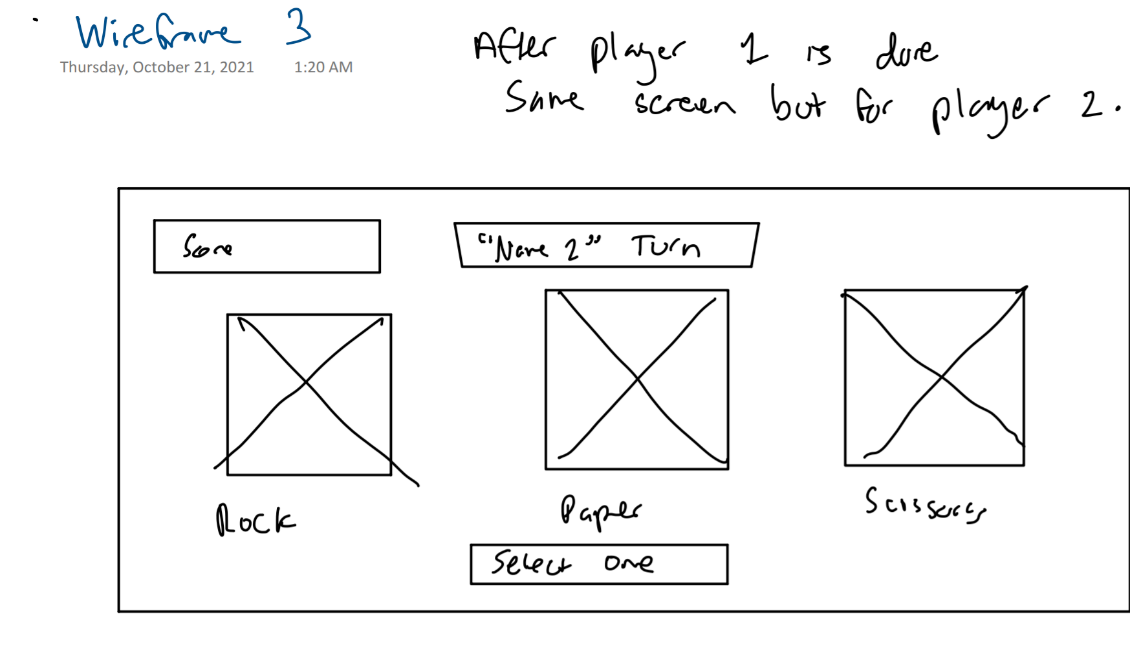 Wireframe 3
Thursday, October 21, 2021 1:20 AM
After player 1 is done
Same screen but for player 2.
Score
"Name 2" Turn
Rock
Paper
Scissors
Select one